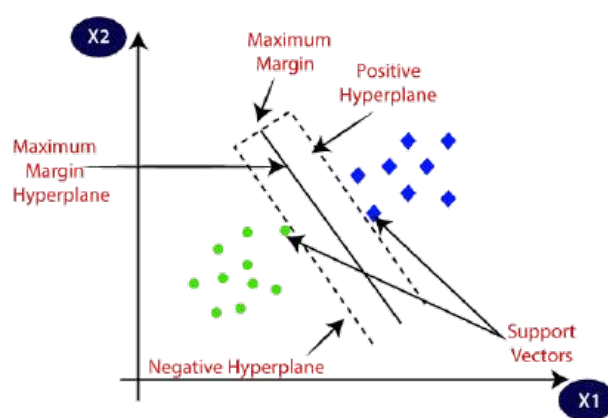 X2
Maximum
Margin
Positive
Hyperplane
Maximum
Margin
Hyperplane
Support
Vectors
Negative Hyperplane
X1